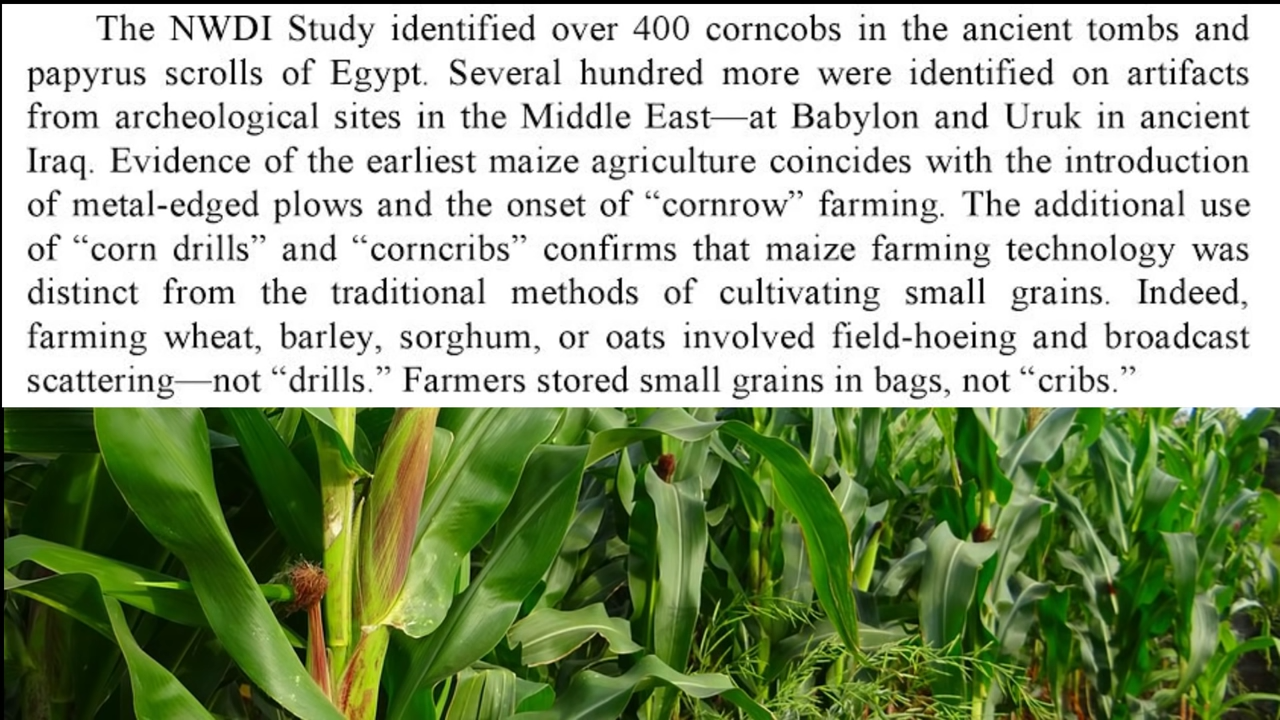 The NWDI Study identified over 400 corncobs in the ancient tombs and
papyrus scrolls of Egypt. Several hundred more were identified on artifacts
from archeological sites in the Middle East—at Babylon and Uruk in ancient
Iraq. Evidence of the earliest maize agriculture coincides with the introduction
of metal-edged plows and the onset of “cornrow” farming. The additional use
of “corn drills” and “corncribs” confirms that maize farming technology was
distinct from the traditional methods of cultivating small grains. Indeed,
farming wheat, barley, sorghum, or oats involved field-hoeing and broadcast
scattering—not “drills.” Farmers stored small grains in bags, not “cribs.”